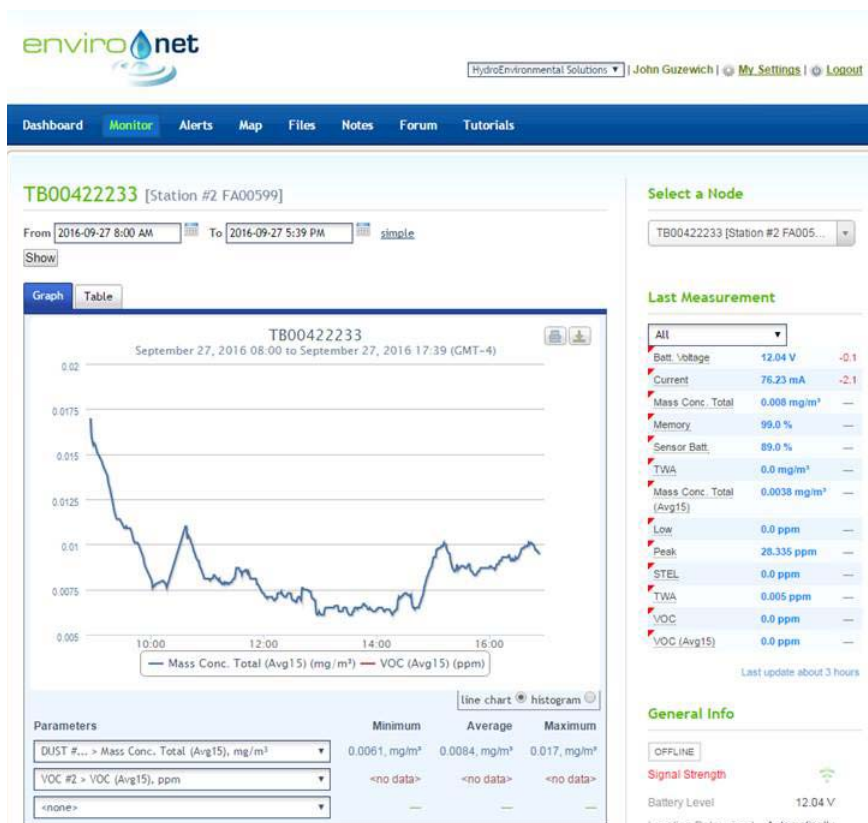 enviro net
HydroEnvironmental Solutions ▼ | John Guzewich | My Settings | Logout
Dashboard Monitor Alerts Map Files Notes Forum Tutorials
TB00422233 [Station #2 FA00599]
From 2016-09-27 8:00 AM To 2016-09-27 5:39 PM simple
Show
Graph Table
TB00422233
September 27, 2016 08:00 to September 27, 2016 17:39 (GMT-4)
0.02
0.0175
0.015
0.0125
0.01
0.0075
0.005
10:00 12:00 14:00 16:00
Mass Conc. Total (Avg15) (mg/m³) VOC (Avg15) (ppm)
line chart histogram
Parameters Minimum Average Maximum
DUST #... > Mass Conc. Total (Avg15), mg/m³ 0.0061, mg/m³ 0.0084, mg/m³ 0.017, mg/m³
VOC #2 > VOC (Avg15), ppm <no data> <no data> <no data>
<none> — — —
Select a Node
TB00422233 [Station #2 FA005...
Last Measurement
All
Batt. Voltage 12.04 V -0.1
Current 76.23 mA -2.1
Mass Conc. Total 0.008 mg/m³ —
Memory 99.0 % —
Sensor Batt. 89.0 % —
TWA 0.0 mg/m³ —
Mass Conc. Total 0.0038 mg/m³ —
(Avg15)
Low 0.0 ppm —
Peak 28.335 ppm —
STEL 0.0 ppm —
TWA 0.005 ppm —
VOC 0.0 ppm —
VOC (Avg15) 0.0 ppm —
Last update about 3 hours
General Info
OFFLINE
Signal Strength
Battery Level 12.04 V